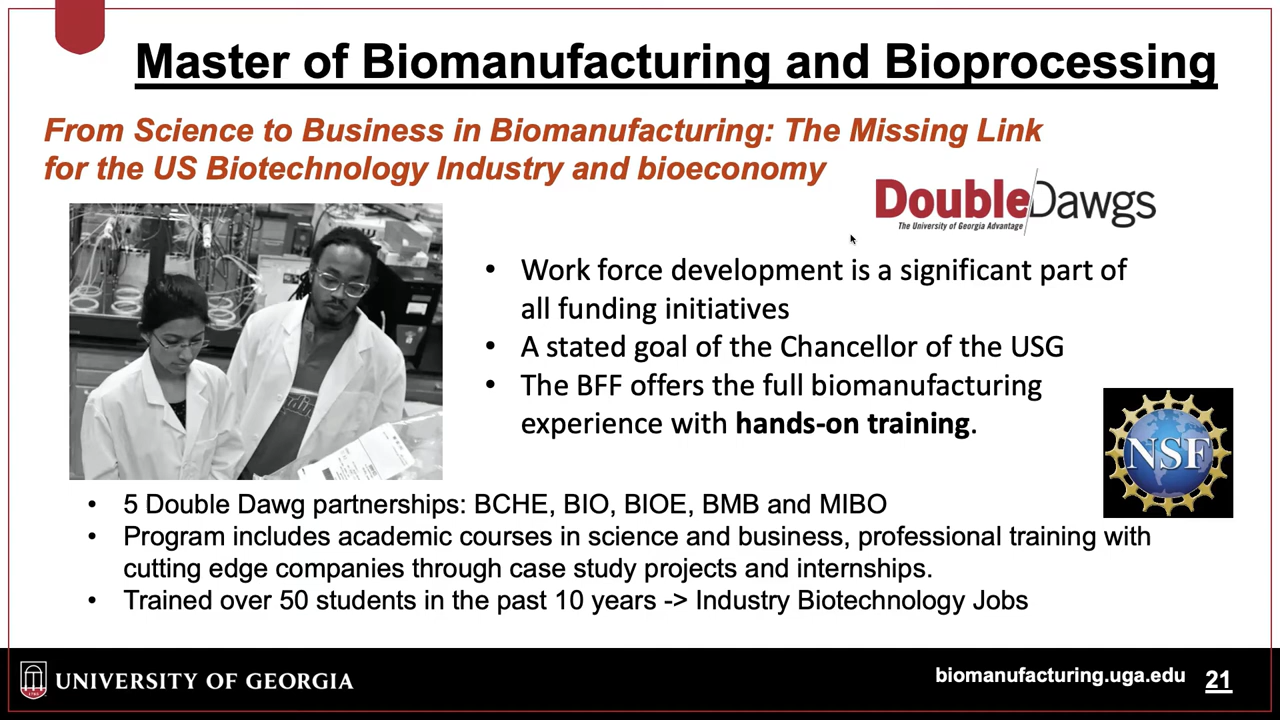 Master of Biomanufacturing and Bioprocessing
From Science to Business in Biomanufacturing: The Missing Link
for the US Biotechnology Industry and bioeconomy
Double/Dawgs
The University of Georgia Advantage
• Work force development is a significant part of
all funding initiatives
• A stated goal of the Chancellor of the USG
• The BFF offers the full biomanufacturing
experience with hands-on training.
NSF
• 5 Double Dawg partnerships: BCHE, BIO, BIOE, BMB and MIBO
• Program includes academic courses in science and business, professional training with
cutting edge companies through case study projects and internships.
• Trained over 50 students in the past 10 years -> Industry Biotechnology Jobs
1785
UNIVERSITY OF GEORGIA
biomanufacturing.uga.edu
21